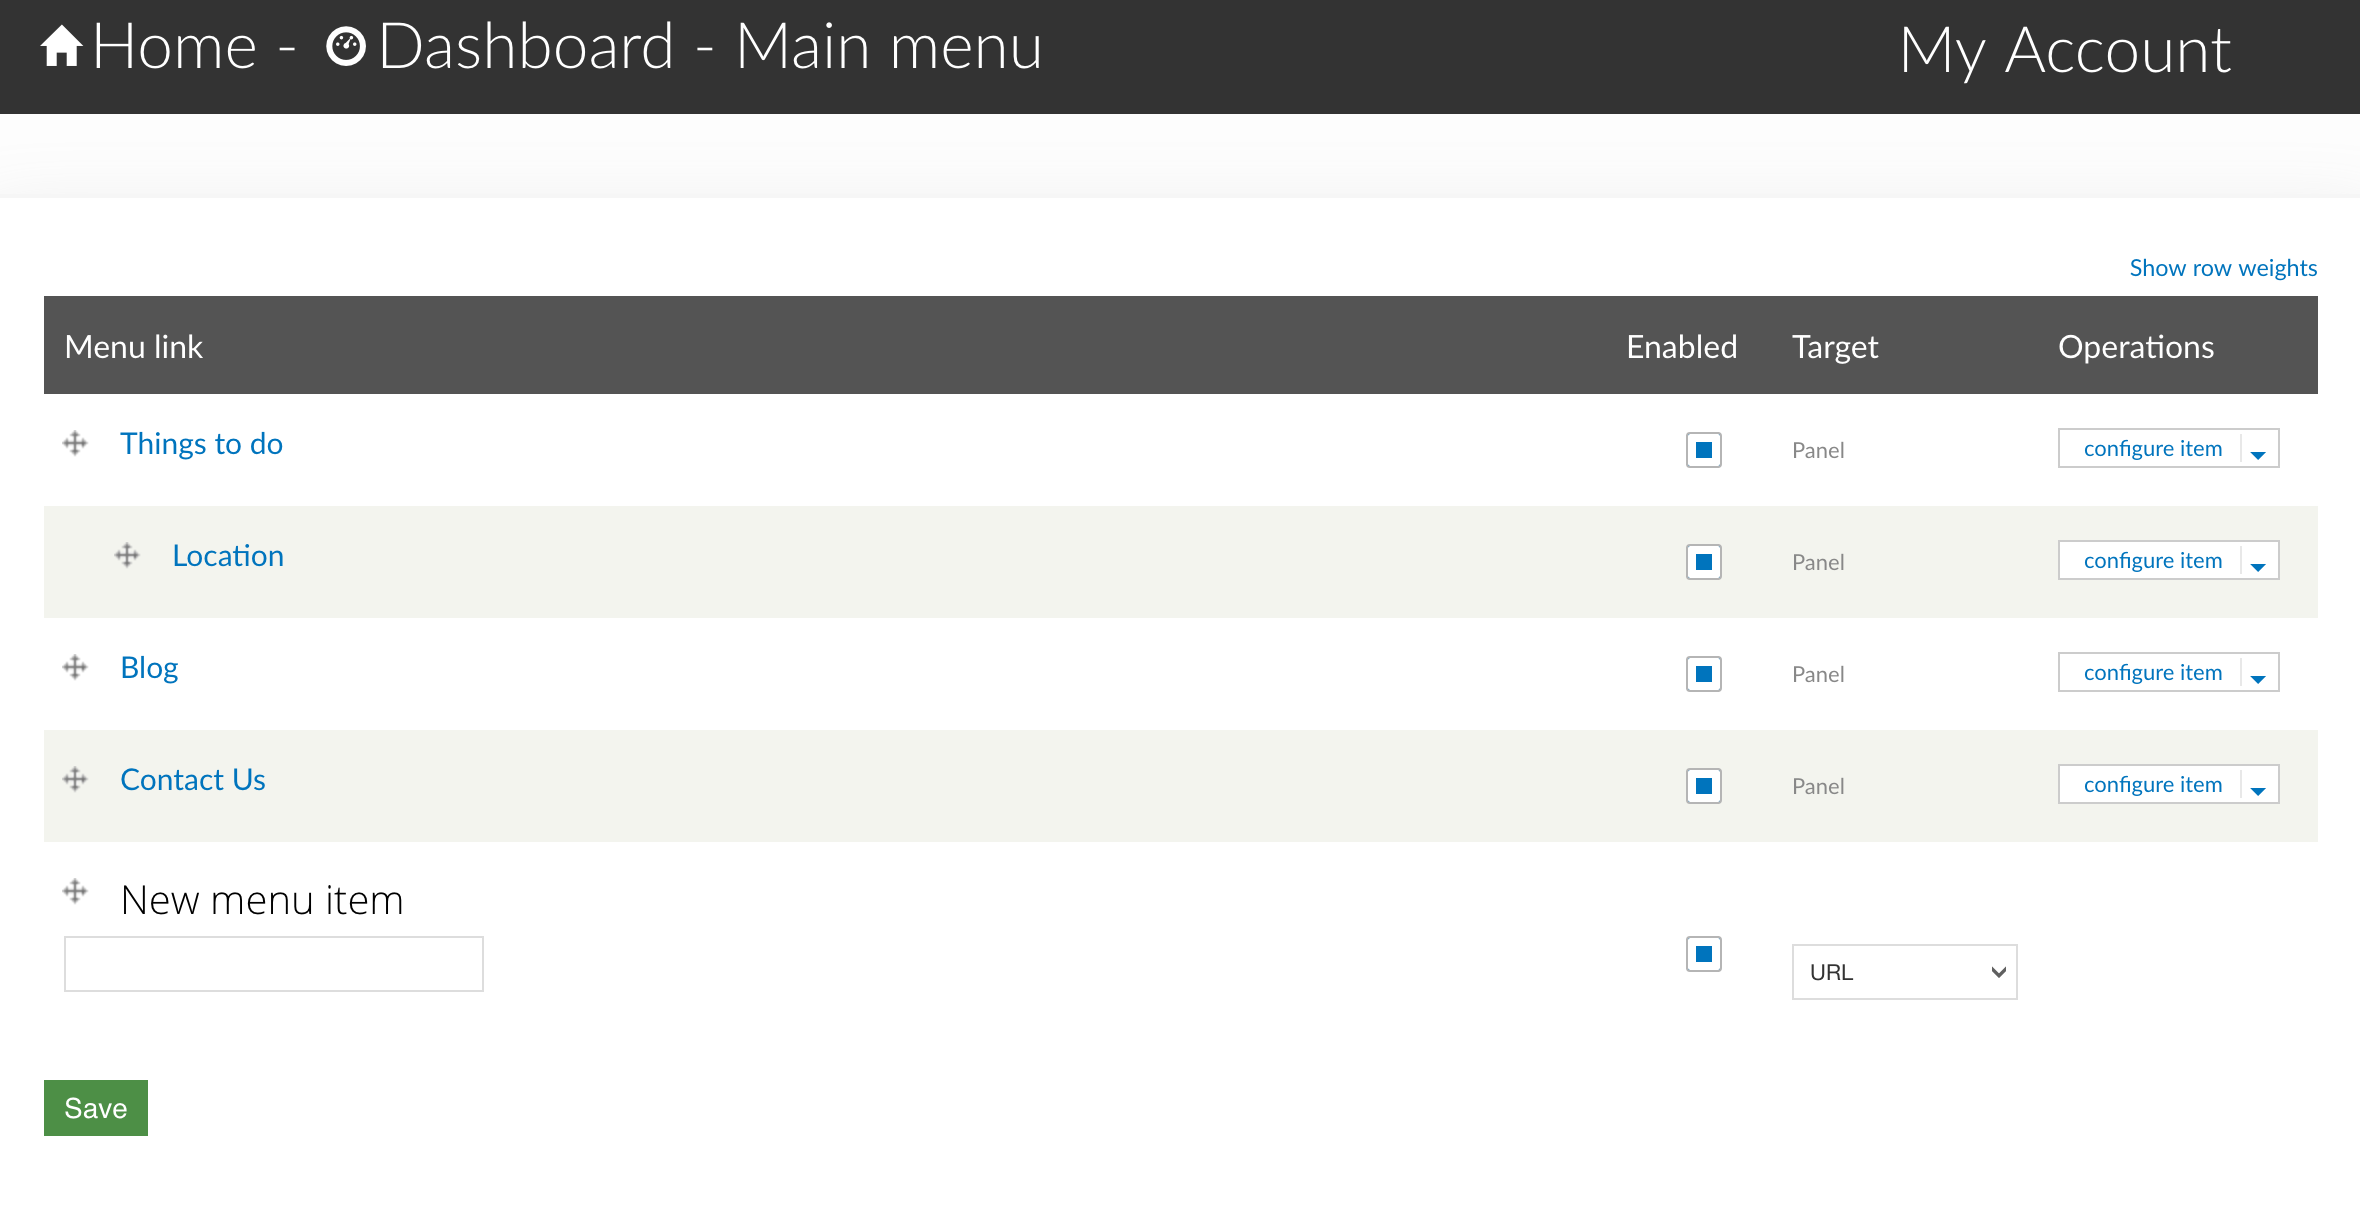 Home - Dashboard - Main menu My Account
Show row weights
Menu link Enabled Target Operations
Things to do Panel configure item
Location Panel configure item
Blog Panel configure item
Contact Us Panel configure item
New menu item
URL
Save